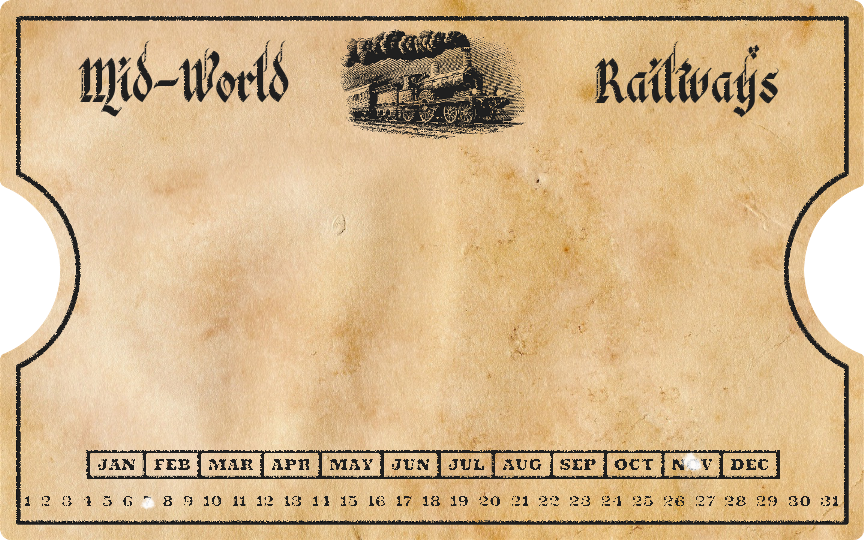 Mid-World Railways
JAN FEB MAR APR MAY JUN JUL AUG SEP OCT DEC
1 2 3 4 5 6 8 9 10 11 12 13 14 15 16 17 18 19 20 21 22 23 24 25 26 27 28 29 30 31